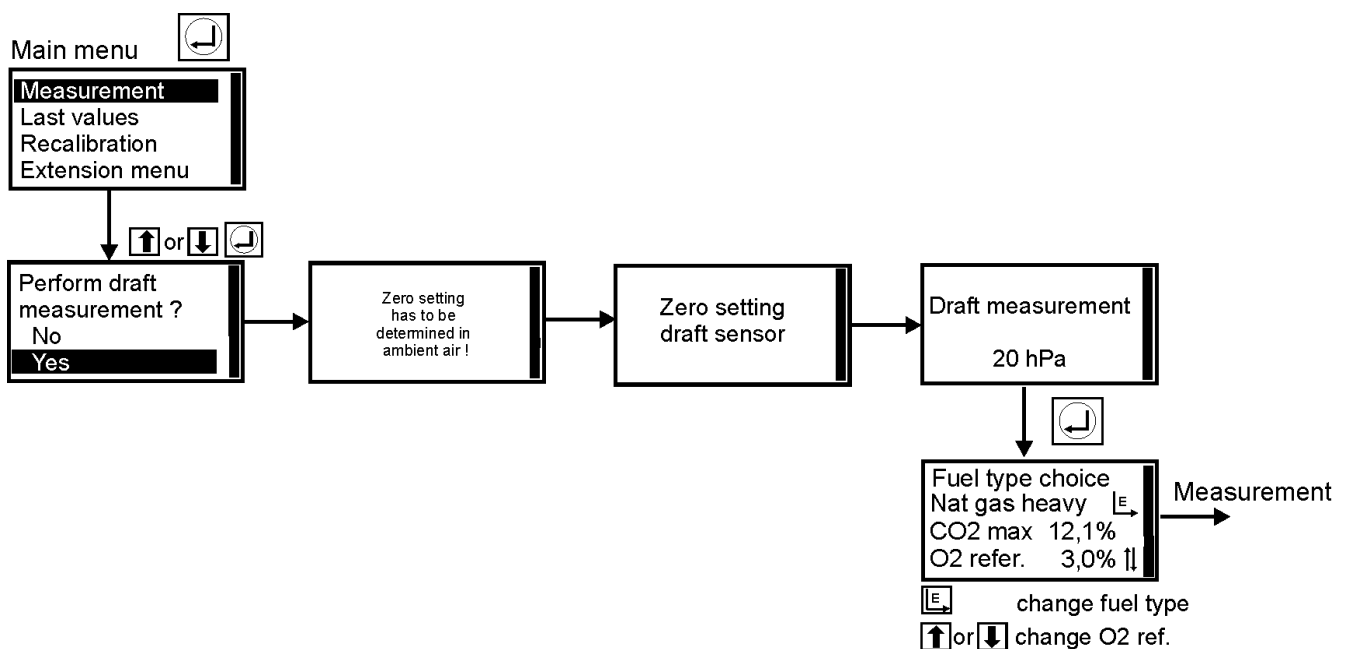 Main menu
Measurement
Last values
Recalibration
Extension menu
or
Perform draft
measurement ?
No
Yes
Zero setting
has to be
determined in
ambient air !
Zero setting
draft sensor
Draft measurement
20 hPa
Fuel type choice
Nat gas heavy E
CO2 max 12,1%
O2 refer. 3,0%
Measurement
E change fuel type
or change O2 ref.